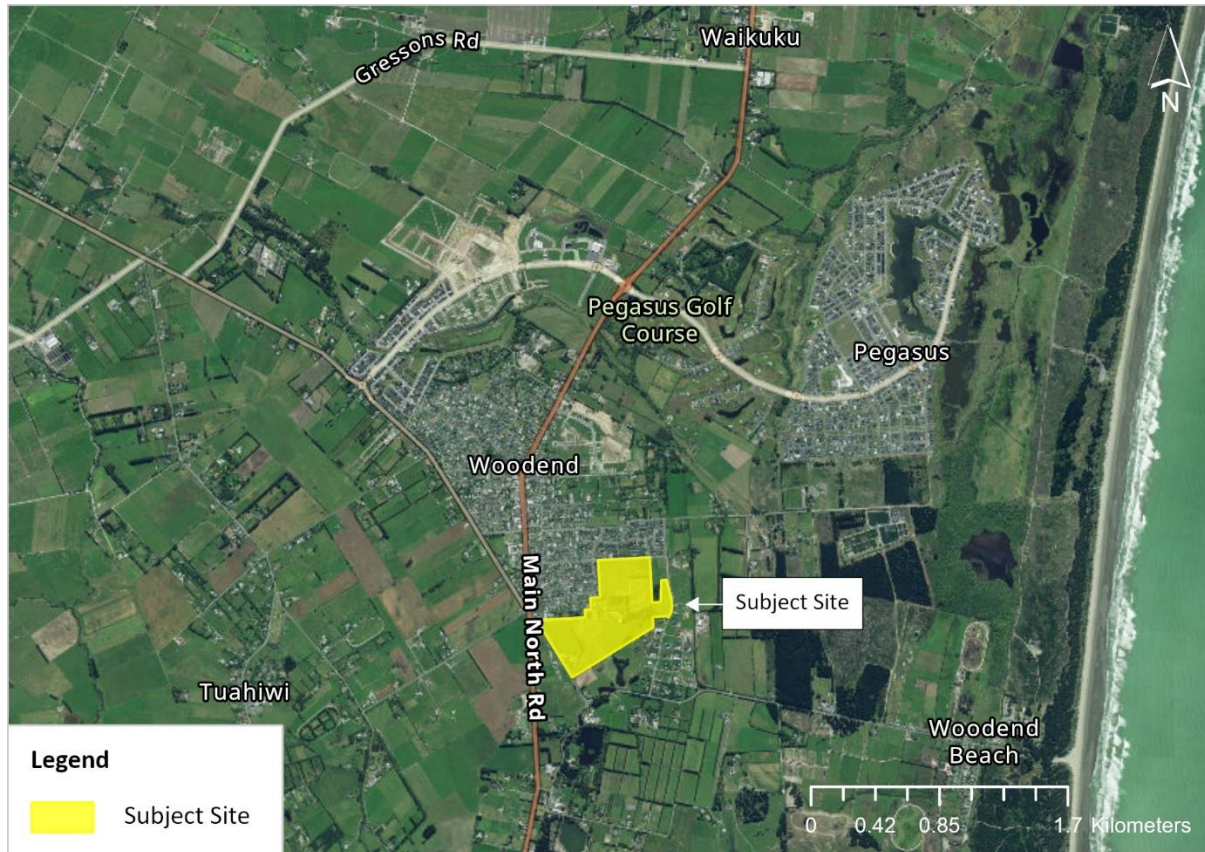 Waikuku
Gressons Rd
N
Pegasus Golf
Course
Pegasus
Woodend
Main North Rd
Subject Site
Tuahiwi
Woodend
Beach
Legend
Subject Site
0 0.42 0.85 1.7 Kilometers